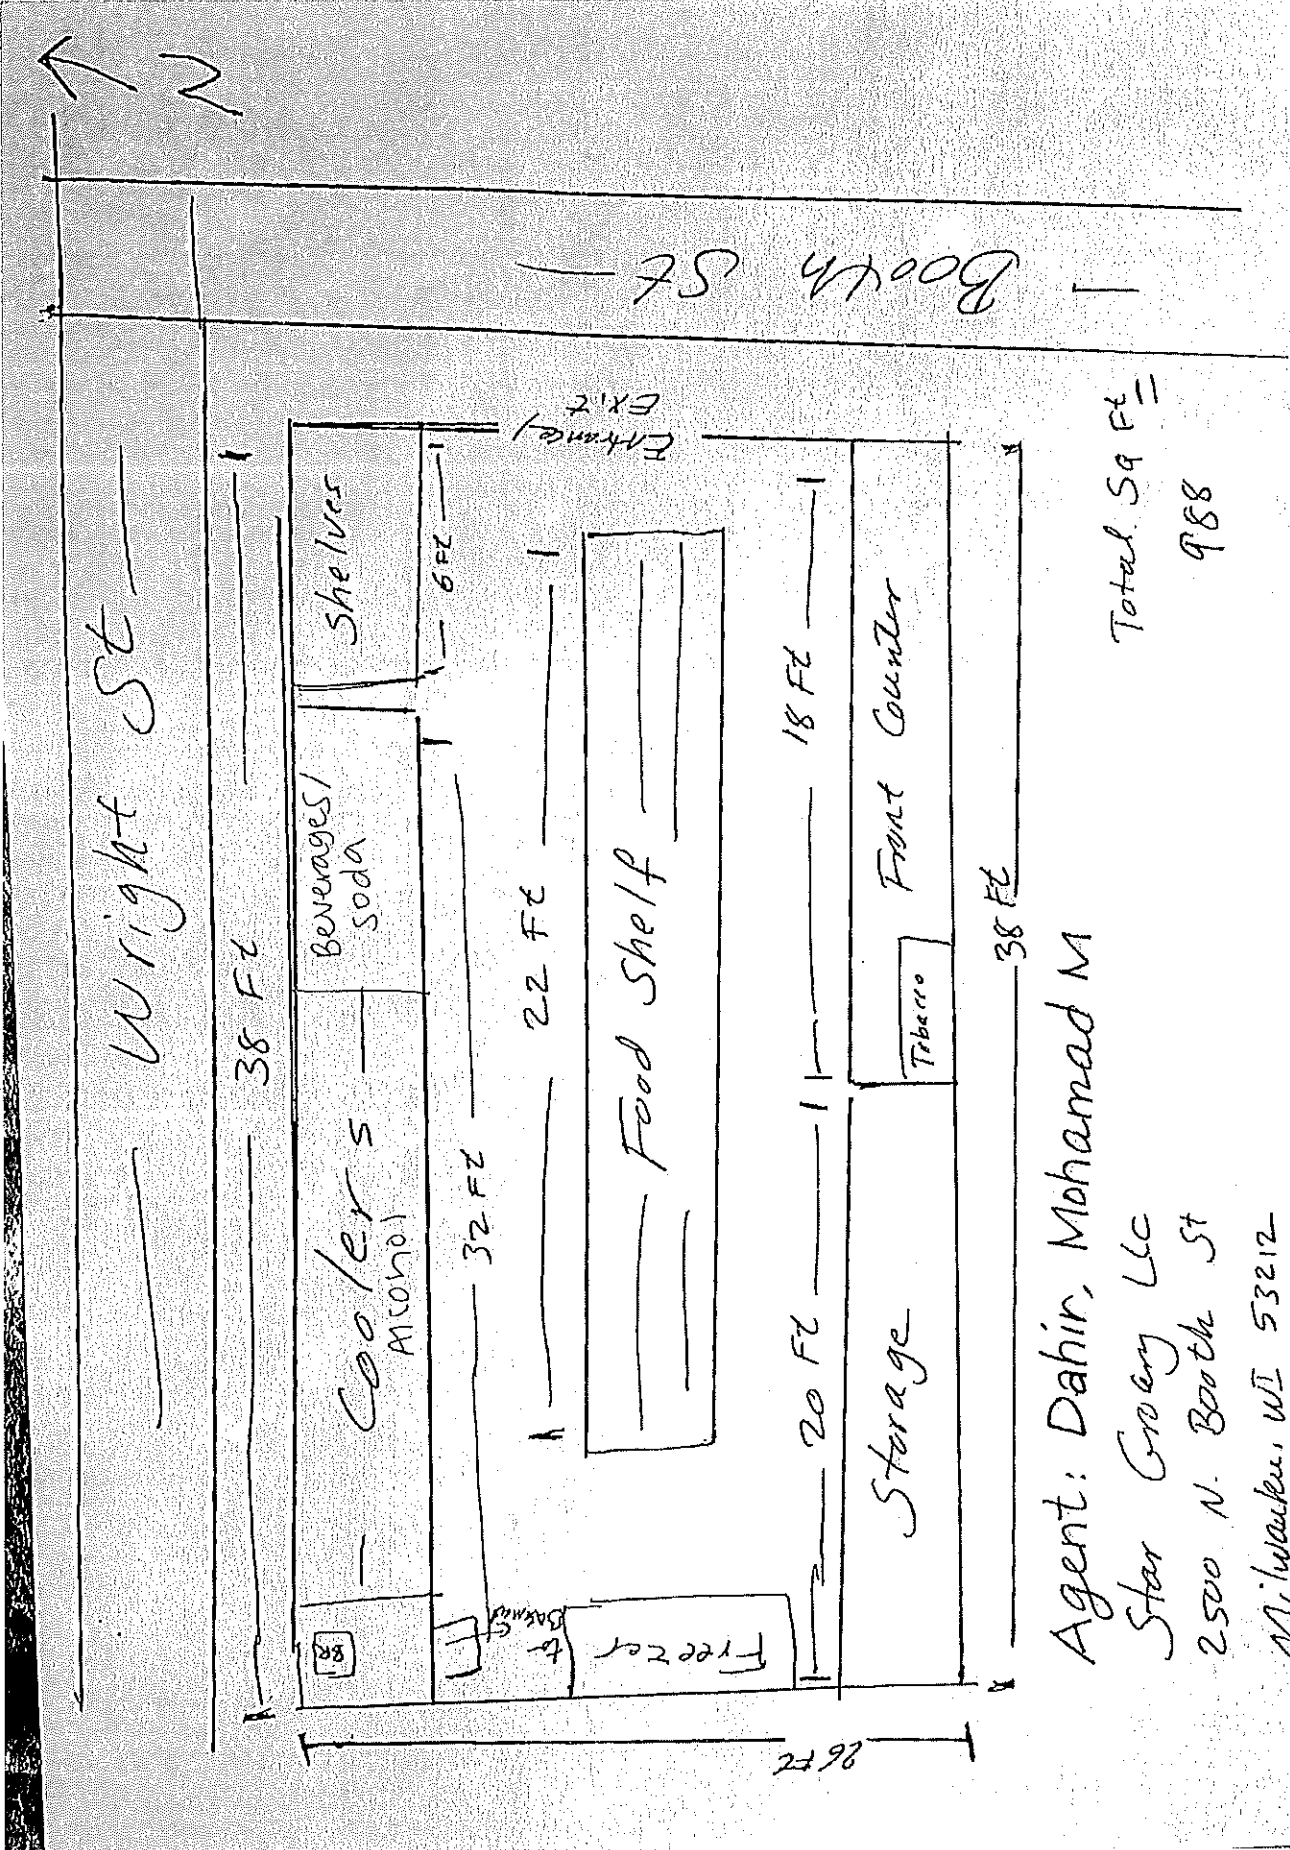 N
Wright St
Booth St
38 Ft
Shelves
Beverages/
Soda
Coolers
Alcohol
BR
6 Ft
32 Ft
22 Ft
Entrance/
Exit
Food Shelf
to
Basement
Freezer
18 Ft
20 Ft
Front Counter
Tobacco
Storage
26 Ft
38 Ft
Total Sq Ft =
988
Agent: Dahir, Mohamad M
Star Grocery LLC
2500 N. Booth St
Milwaukee, WI 53212